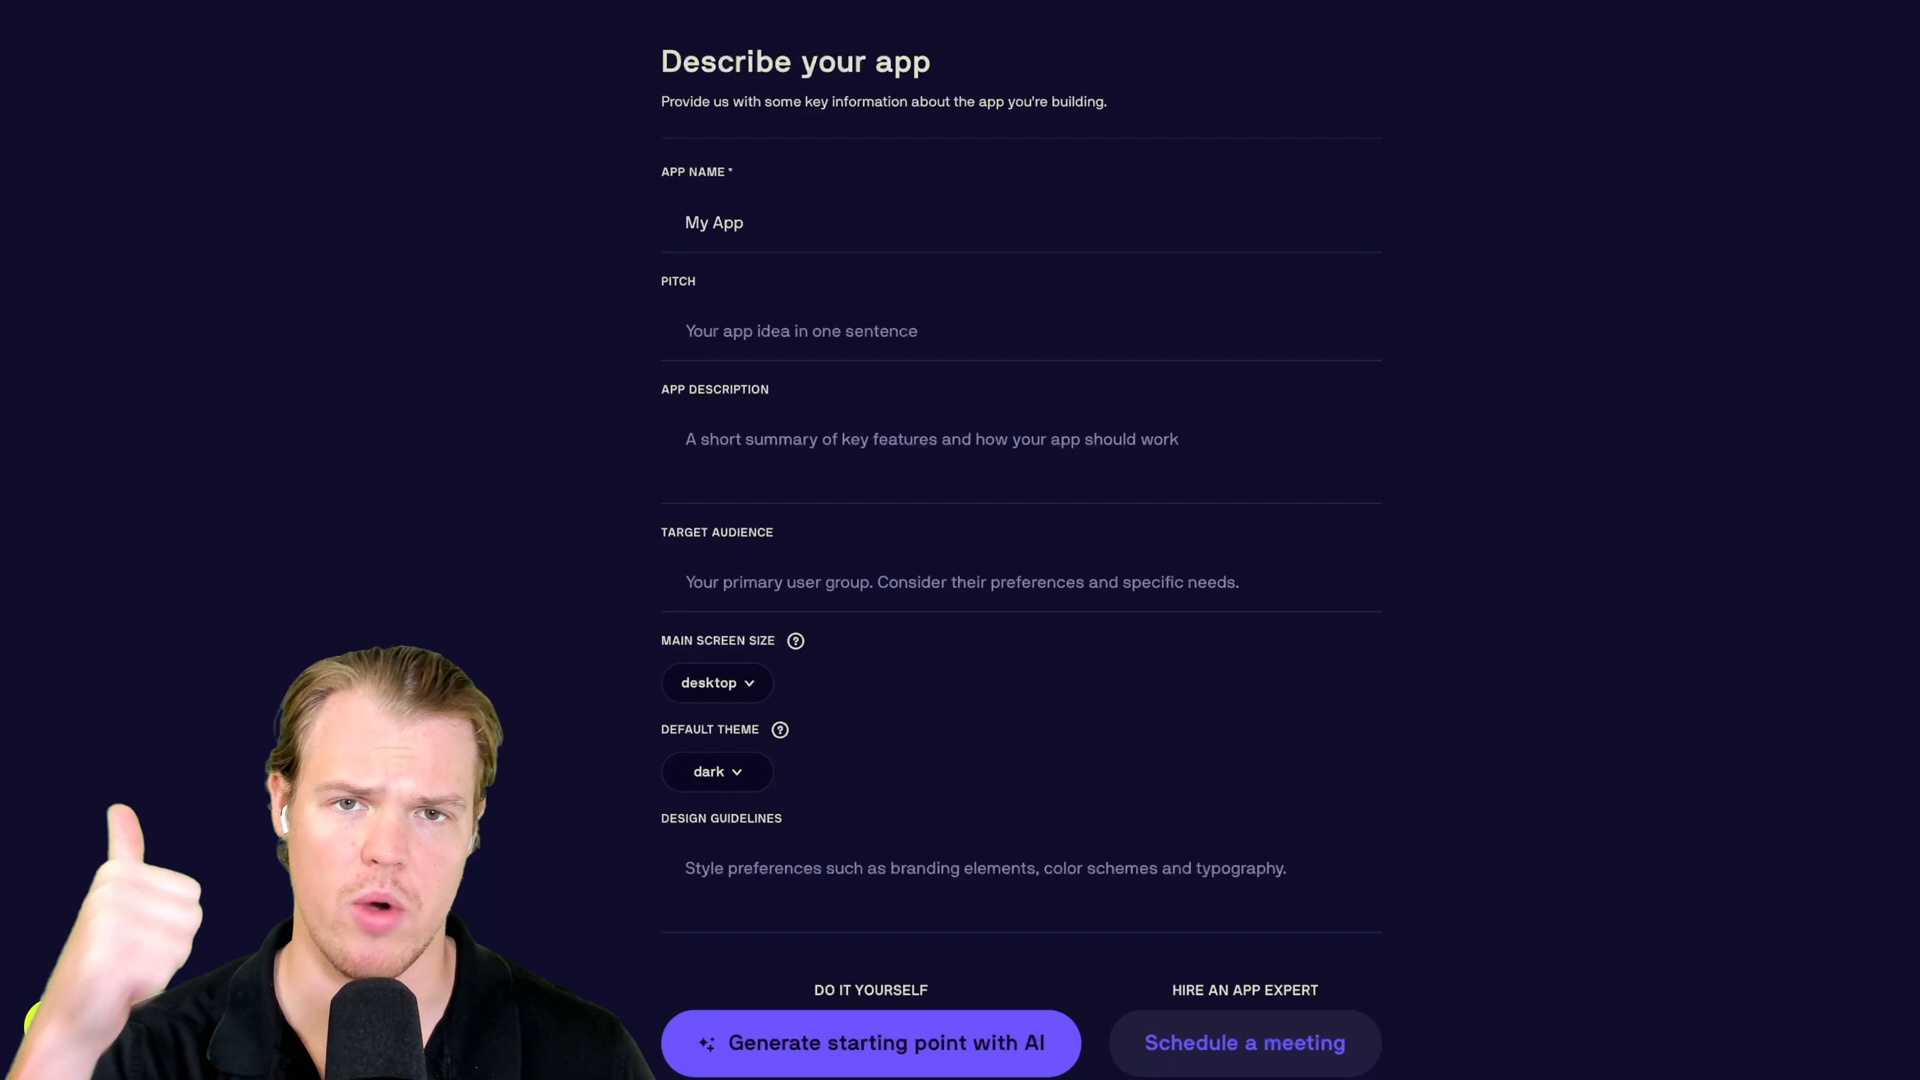 Describe your app
Provide us with some key information about the app you're building.
APP NAME *
My App
PITCH
Your app idea in one sentence
APP DESCRIPTION
A short summary of key features and how your app should work
TARGET AUDIENCE
Your primary user group. Consider their preferences and specific needs.
MAIN SCREEN SIZE ?
desktop
DEFAULT THEME ?
dark
DESIGN GUIDELINES
Style preferences such as branding elements, color schemes and typography.
DO IT YOURSELF
Generate starting point with AI
HIRE AN APP EXPERT
Schedule a meeting